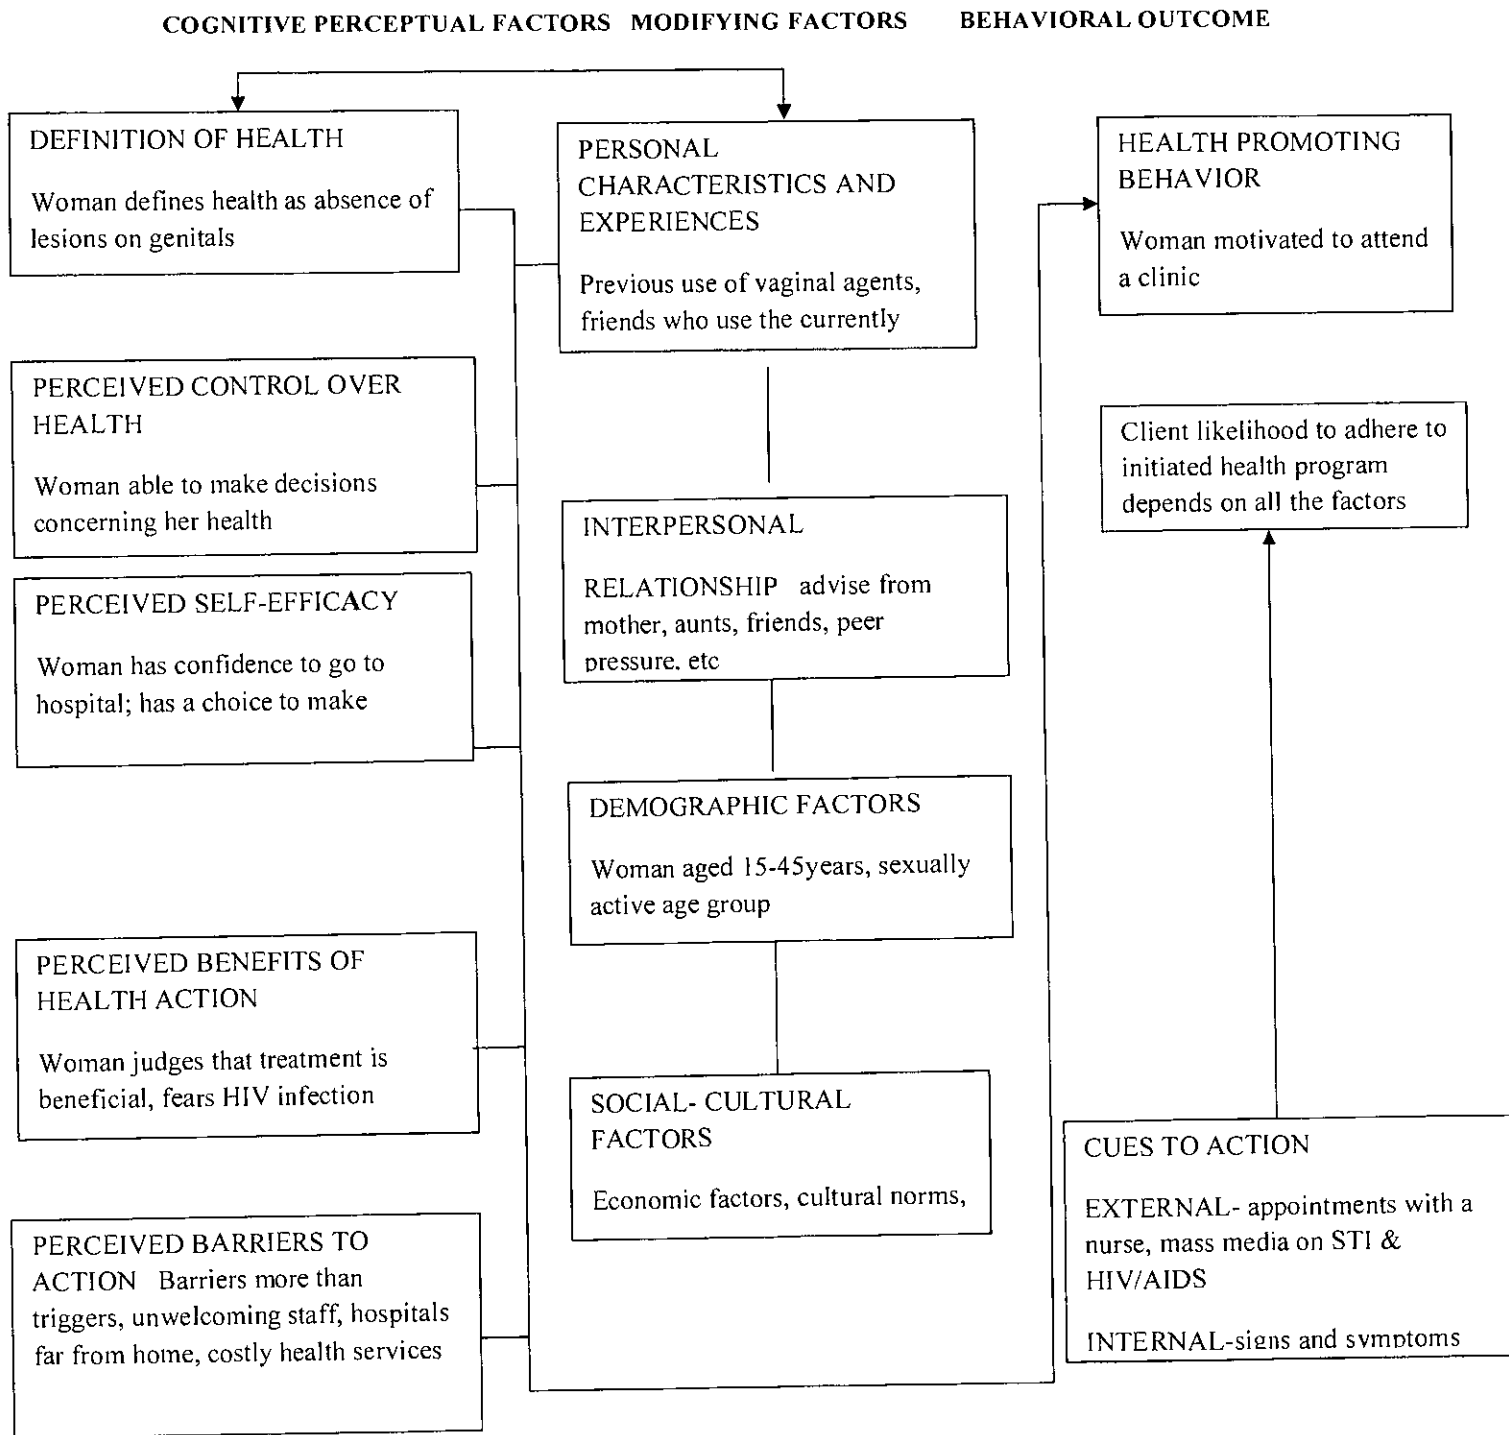 COGNITIVE PERCEPTUAL FACTORS MODIFYING FACTORS BEHAVIORAL OUTCOME
DEFINITION OF HEALTH
Woman defines health as absence of
lesions on genitals
PERCEIVED CONTROL OVER
HEALTH
Woman able to make decisions
concerning her health
PERCEIVED SELF-EFFICACY
Woman has confidence to go to
hospital; has a choice to make
PERCEIVED BENEFITS OF
HEALTH ACTION
Woman judges that treatment is
beneficial, fears HIV infection
PERCEIVED BARRIERS TO
ACTION Barriers more than
triggers, unwelcoming staff, hospitals
far from home, costly health services
PERSONAL
CHARACTERISTICS AND
EXPERIENCES
Previous use of vaginal agents,
friends who use the currently
INTERPERSONAL
RELATIONSHIP advise from
mother, aunts, friends, peer
pressure, etc
DEMOGRAPHIC FACTORS
Woman aged 15-45years, sexually
active age group
SOCIAL- CULTURAL
FACTORS
Economic factors, cultural norms,
HEALTH PROMOTING
BEHAVIOR
Woman motivated to attend
a clinic
Client likelihood to adhere to
initiated health program
depends on all the factors
CUES TO ACTION
EXTERNAL- appointments with a
nurse, mass media on STI &
HIV/AIDS
INTERNAL-signs and symptoms